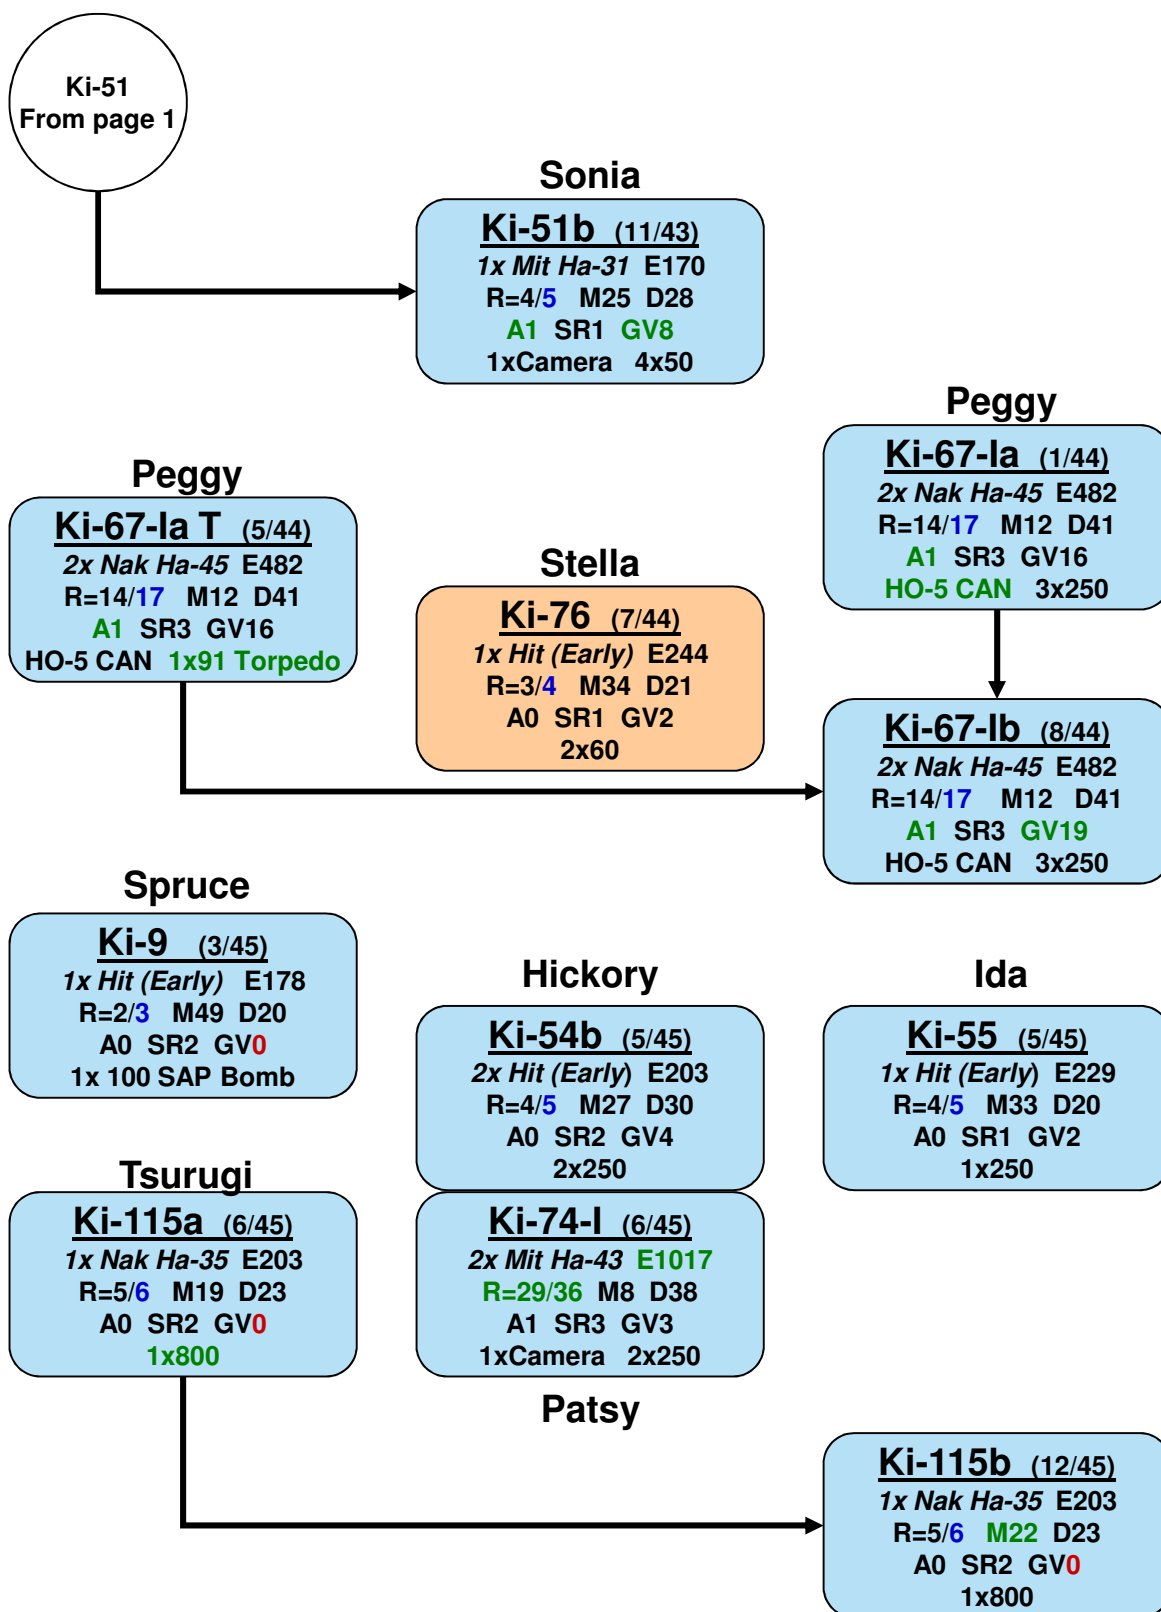 Ki-51
From page 1
Sonia
Ki-51b (11/43)
1x Mit Ha-31 E170
R=4/5 M25 D28
A1 SR1 GV8
1xCamera 4x50
Peggy
Ki-67-Ia (1/44)
2x Nak Ha-45 E482
R=14/17 M12 D41
A1 SR3 GV16
HO-5 CAN 3x250
Peggy
Ki-67-Ia T (5/44)
2x Nak Ha-45 E482
R=14/17 M12 D41
A1 SR3 GV16
HO-5 CAN 1x91 Torpedo
Stella
Ki-76 (7/44)
1x Hit (Early) E244
R=3/4 M34 D21
A0 SR1 GV2
2x60
Ki-67-Ib (8/44)
2x Nak Ha-45 E482
R=14/17 M12 D41
A1 SR3 GV19
HO-5 CAN 3x250
Spruce
Ki-9 (3/45)
1x Hit (Early) E178
R=2/3 M49 D20
A0 SR2 GV0
1x 100 SAP Bomb
Hickory
Ki-54b (5/45)
2x Hit (Early) E203
R=4/5 M27 D30
A0 SR2 GV4
2x250
Ida
Ki-55 (5/45)
1x Hit (Early) E229
R=4/5 M33 D20
A0 SR1 GV2
1x250
Tsurugi
Ki-115a (6/45)
1x Nak Ha-35 E203
R=5/6 M19 D23
A0 SR2 GV0
1x800
Ki-74-I (6/45)
2x Mit Ha-43 E1017
R=29/36 M8 D38
A1 SR3 GV3
1xCamera 2x250
Patsy
Ki-115b (12/45)
1x Nak Ha-35 E203
R=5/6 M22 D23
A0 SR2 GV0
1x800